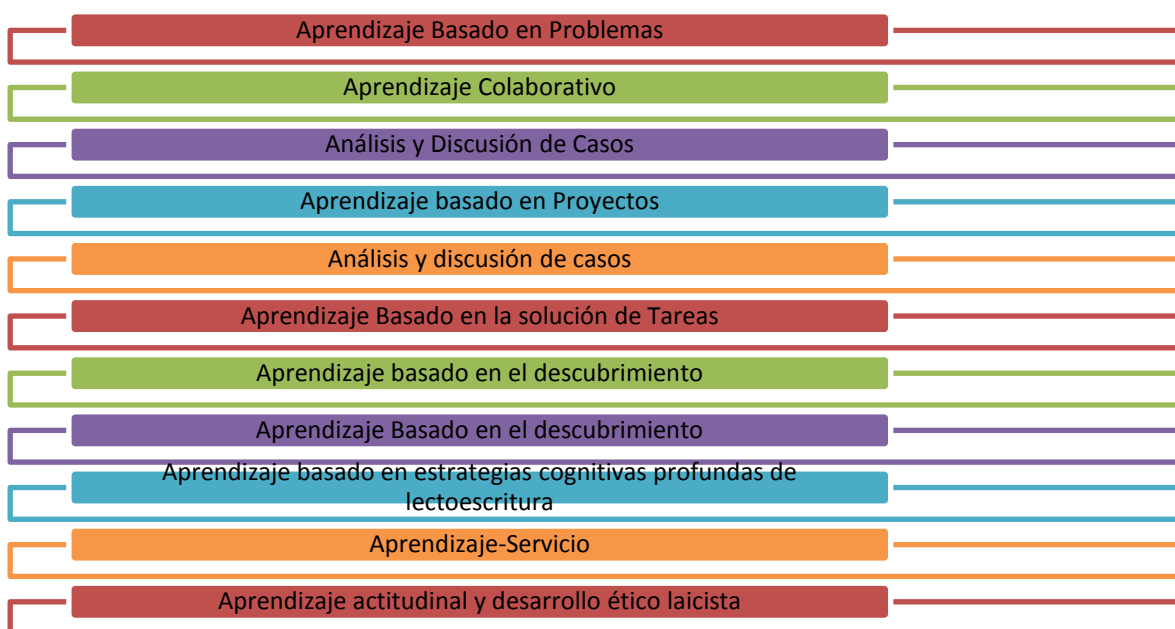 Aprendizaje Basado en Problemas
Aprendizaje Colaborativo
Análisis y Discusión de Casos
Aprendizaje basado en Proyectos
Análisis y discusión de casos
Aprendizaje Basado en la solución de Tareas
Aprendizaje basado en el descubrimiento
Aprendizaje Basado en el descubrimiento
Aprendizaje basado en estrategias cognitivas profundas de
lectoescritura
Aprendizaje-Servicio
Aprendizaje actitudinal y desarrollo ético laicista